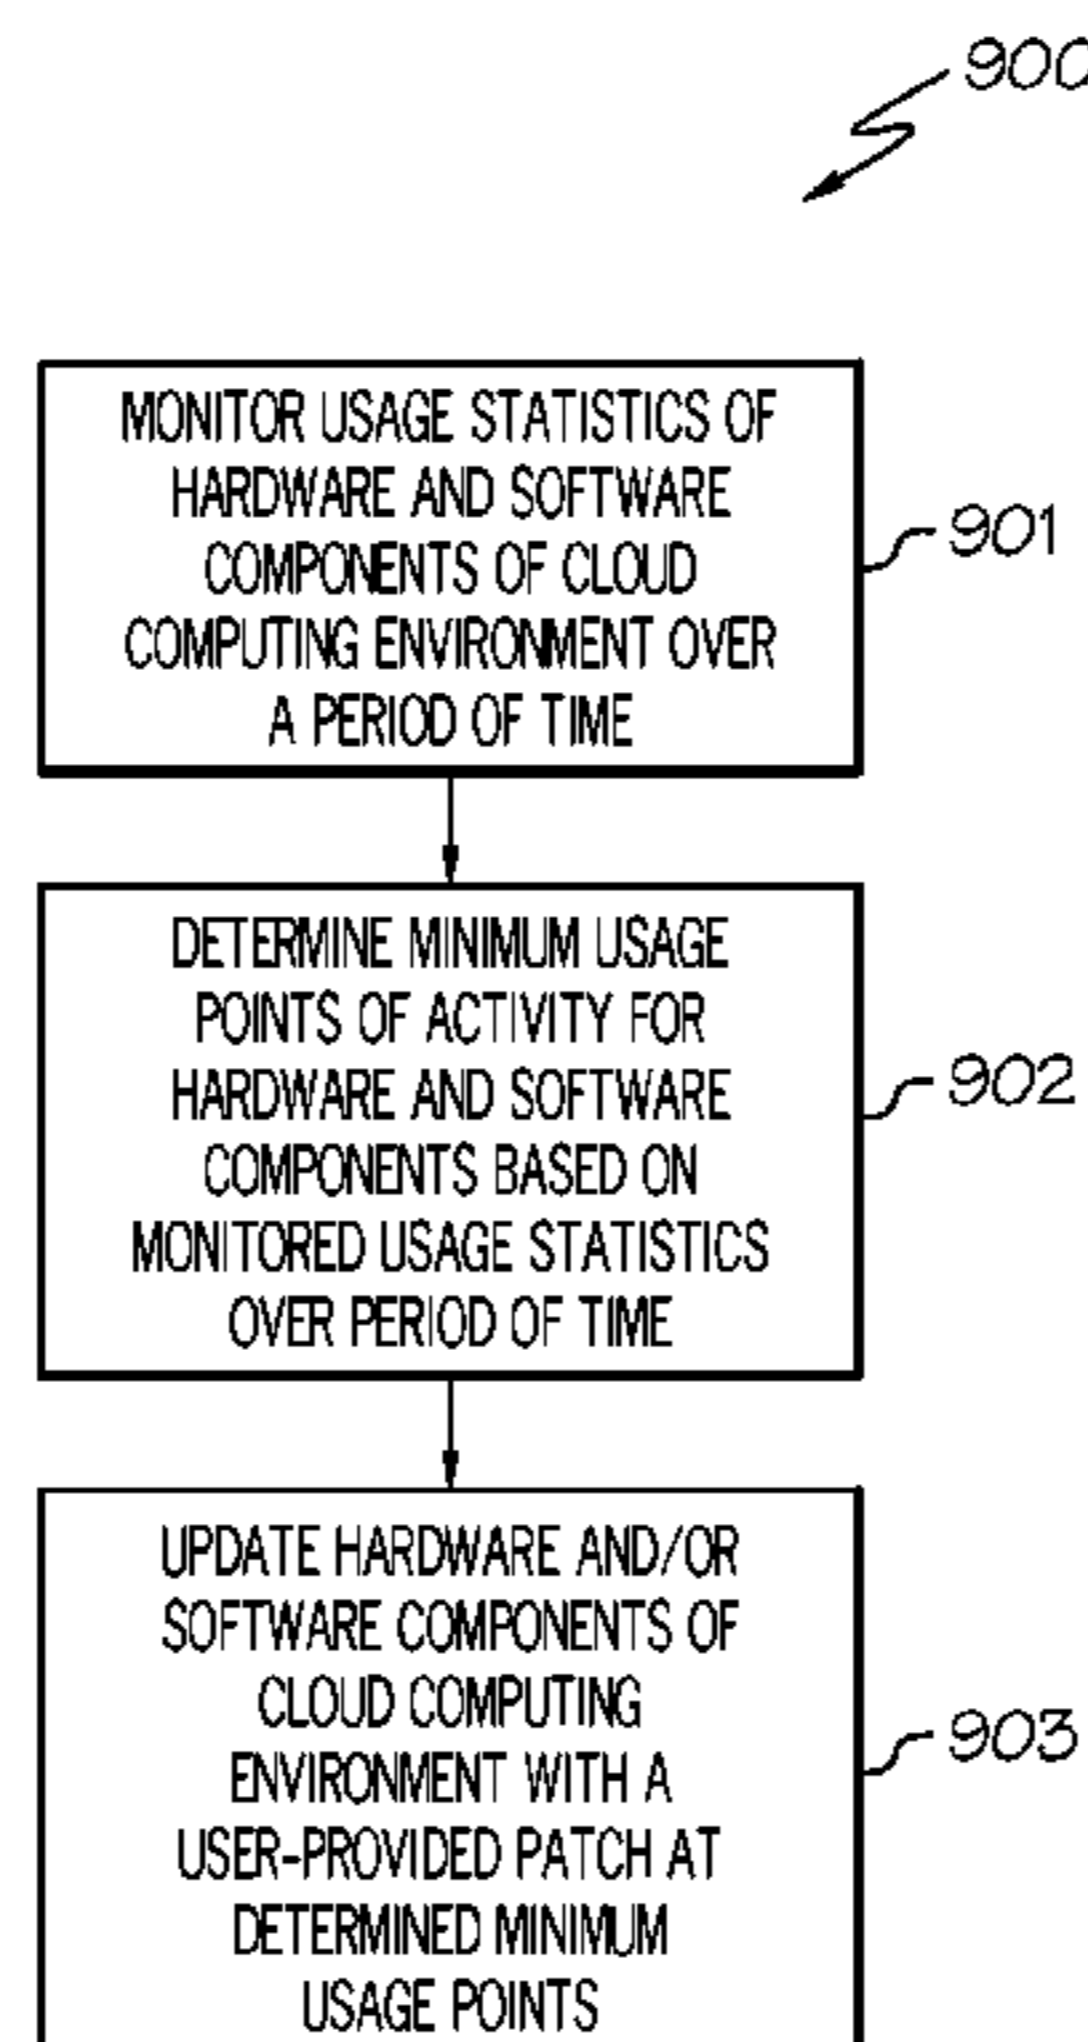 900
MONITOR USAGE STATISTICS OF
HARDWARE AND SOFTWARE
COMPONENTS OF CLOUD
COMPUTING ENVIRONMENT OVER
A PERIOD OF TIME
901
DETERMINE MINIMUM USAGE
POINTS OF ACTIVITY FOR
HARDWARE AND SOFTWARE
COMPONENTS BASED ON
MONITORED USAGE STATISTICS
OVER PERIOD OF TIME
902
UPDATE HARDWARE AND/OR
SOFTWARE COMPONENTS OF
CLOUD COMPUTING
ENVIRONMENT WITH A
USER-PROVIDED PATCH AT
DETERMINED MINIMUM
USAGE POINTS
903